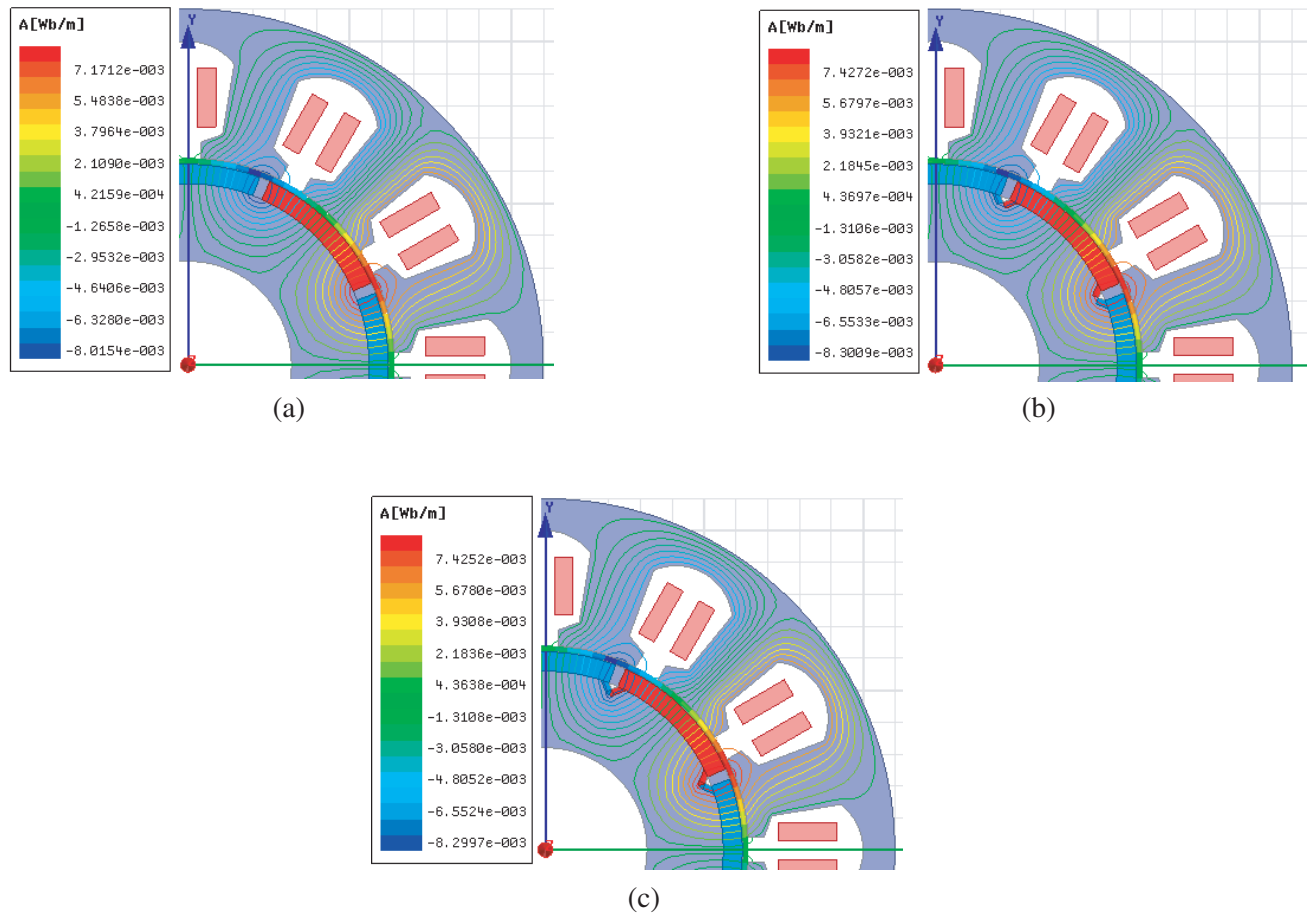 A[Wb/m]
7.1712e-003
5.4838e-003
3.7964e-003
2.1090e-003
4.2159e-004
-1.2658e-003
-2.9532e-003
-4.6406e-003
-6.3280e-003
-8.0154e-003
Y
(a)
A[Wb/m]
7.4272e-003
5.6797e-003
3.9321e-003
2.1845e-003
4.3697e-004
-1.3106e-003
-3.0582e-003
-4.8057e-003
-6.5533e-003
-8.3009e-003
Y
(b)
A[Wb/m]
7.4252e-003
5.6780e-003
3.9308e-003
2.1836e-003
4.3638e-004
-1.3108e-003
-3.0580e-003
-4.8052e-003
-6.5524e-003
-8.2997e-003
Y
(c)